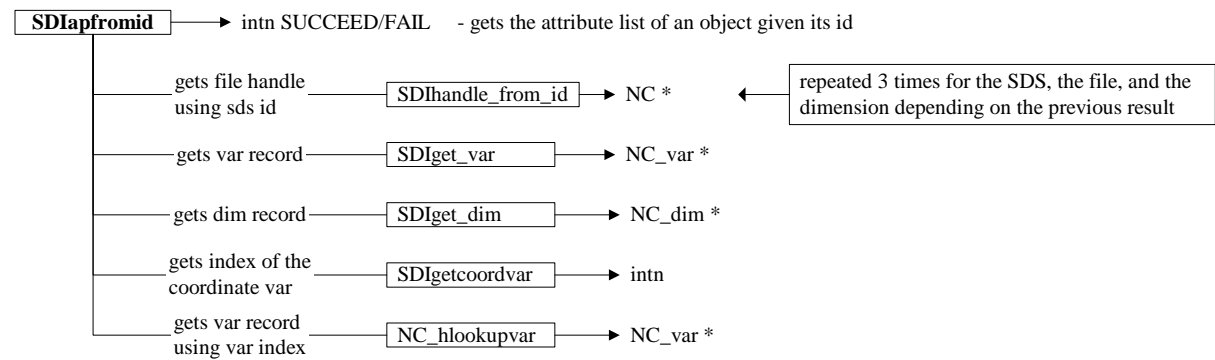 SDIapfromid intn SUCCEED/FAIL - gets the attribute list of an object given its id
gets file handle
using sds id
SDIhandle_from_id NC *
repeated 3 times for the SDS, the file, and the
dimension depending on the previous result
gets var record SDIget_var NC_var *
gets dim record SDIget_dim NC_dim *
gets index of the
coordinate var
SDIgetcoordvar intn
gets var record
using var index
NC_hlookupvar NC_var *